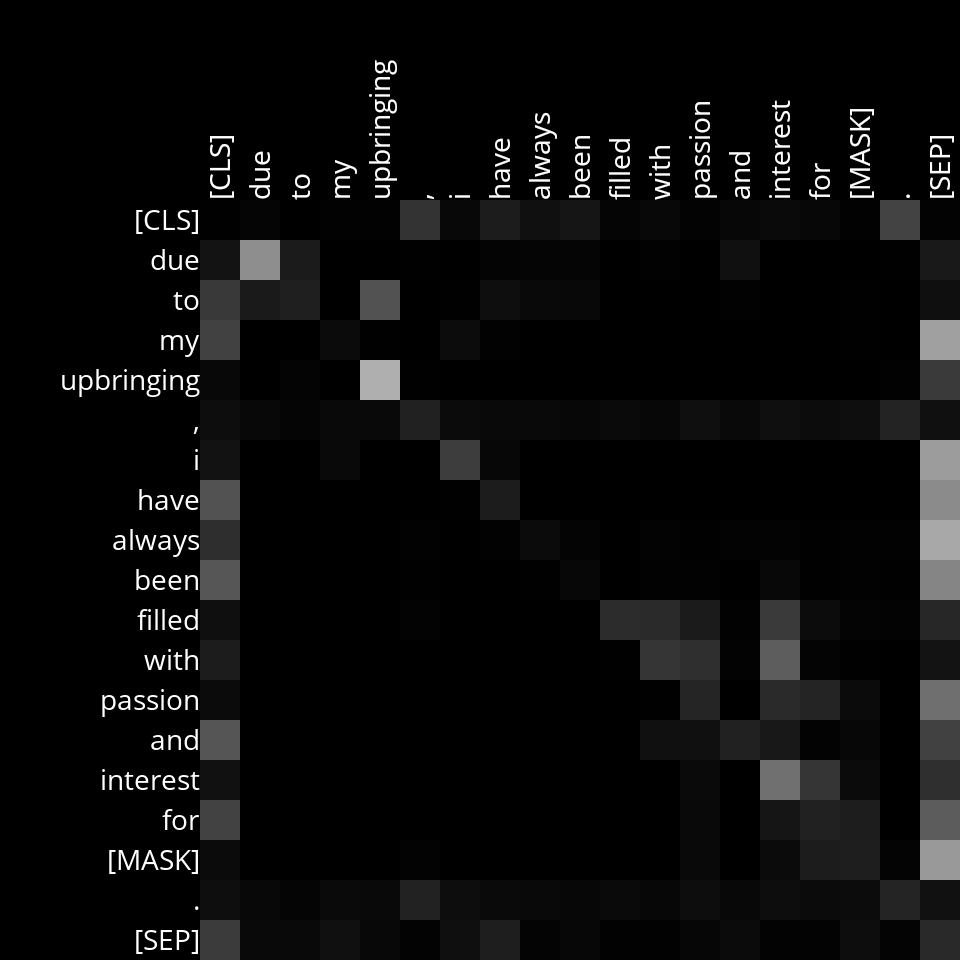 [CLS] due to my upbringing , i have always been filled with passion and interest for [MASK] . [SEP]
[CLS]
due
to
my
upbringing
,
i
have
always
been
filled
with
passion
and
interest
for
[MASK]
.
[SEP]